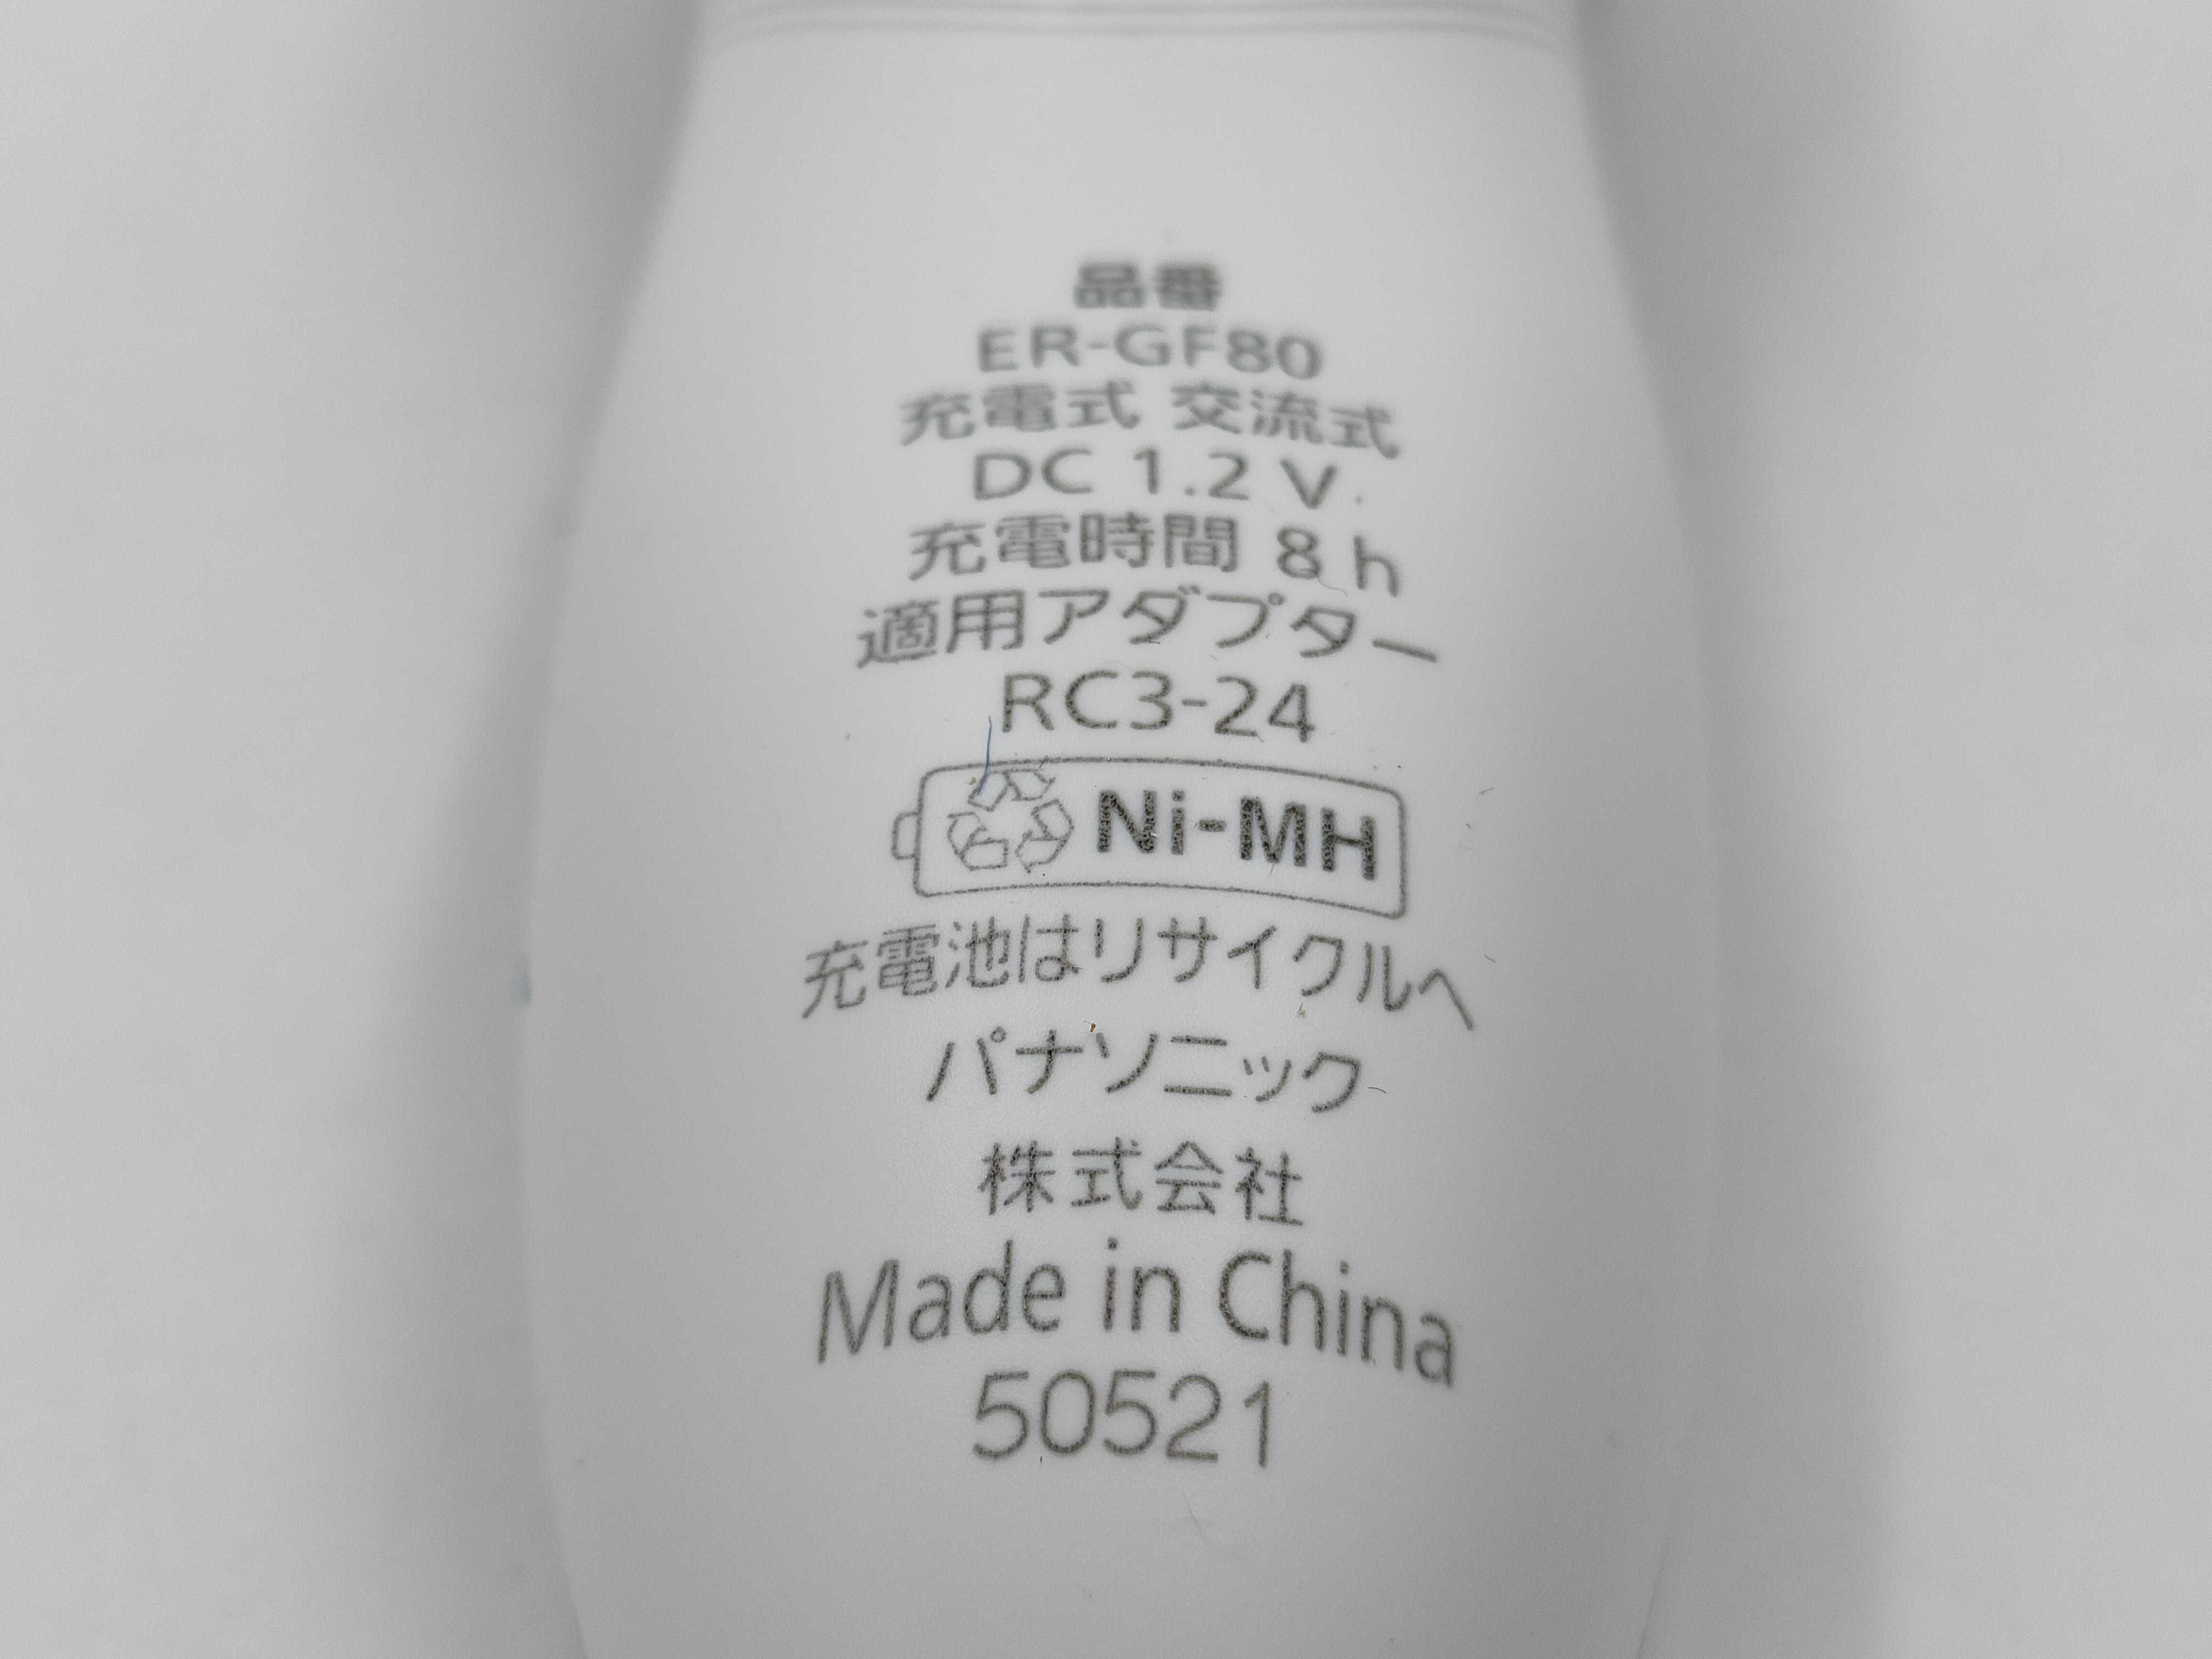 品番
ER-GF80
充電式 交流式
DC 1.2 V
充電時間 8 h
適用アダプター
RC3-24
Ni-MH
充電池はリサイクルへ
パナソニック
株式会社
Made in China
50521